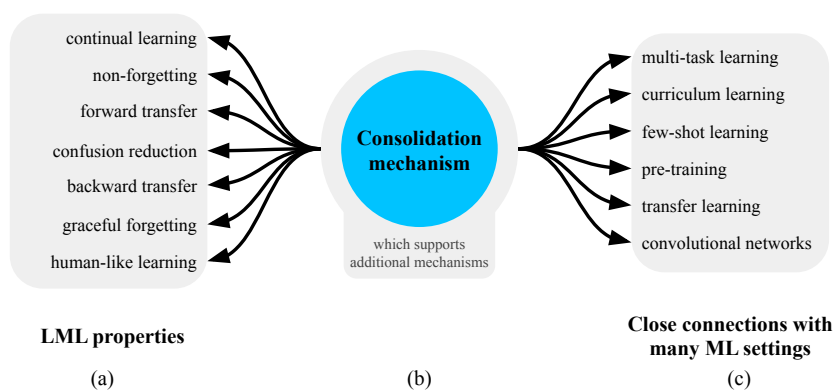 continual learning
non-forgetting
forward transfer
confusion reduction
backward transfer
graceful forgetting
human-like learning
LML properties
(a)
Consolidation
mechanism
which supports
additional mechanisms
(b)
multi-task learning
curriculum learning
few-shot learning
pre-training
transfer learning
convolutional networks
Close connections with
many ML settings
(c)